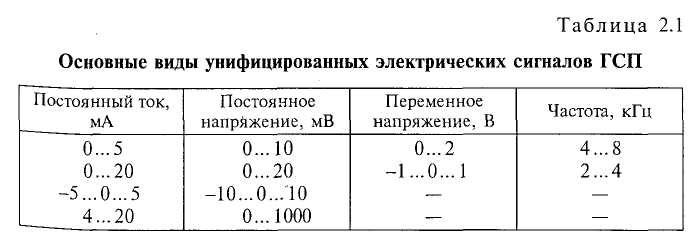 Таблица 2.1
Основные виды унифицированных электрических сигналов ГСП
Постоянный ток, мА | Постоянное напряжение, мВ | Переменное напряжение, В | Частота, кГц
0...5 | 0...10 | 0...2 | 4...8
0...20 | 0...20 | −1...0...1 | 2...4
−5...0...5 | −10...0...10 | — | —
4...20 | 0...1000 | — | —